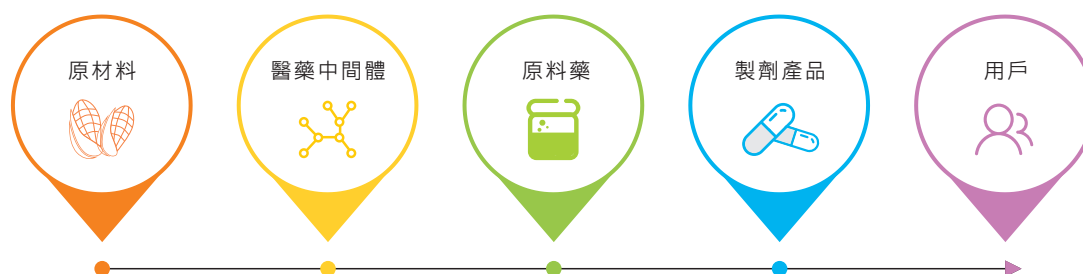 原材料
醫藥中間體
原料藥
製劑產品
用戶